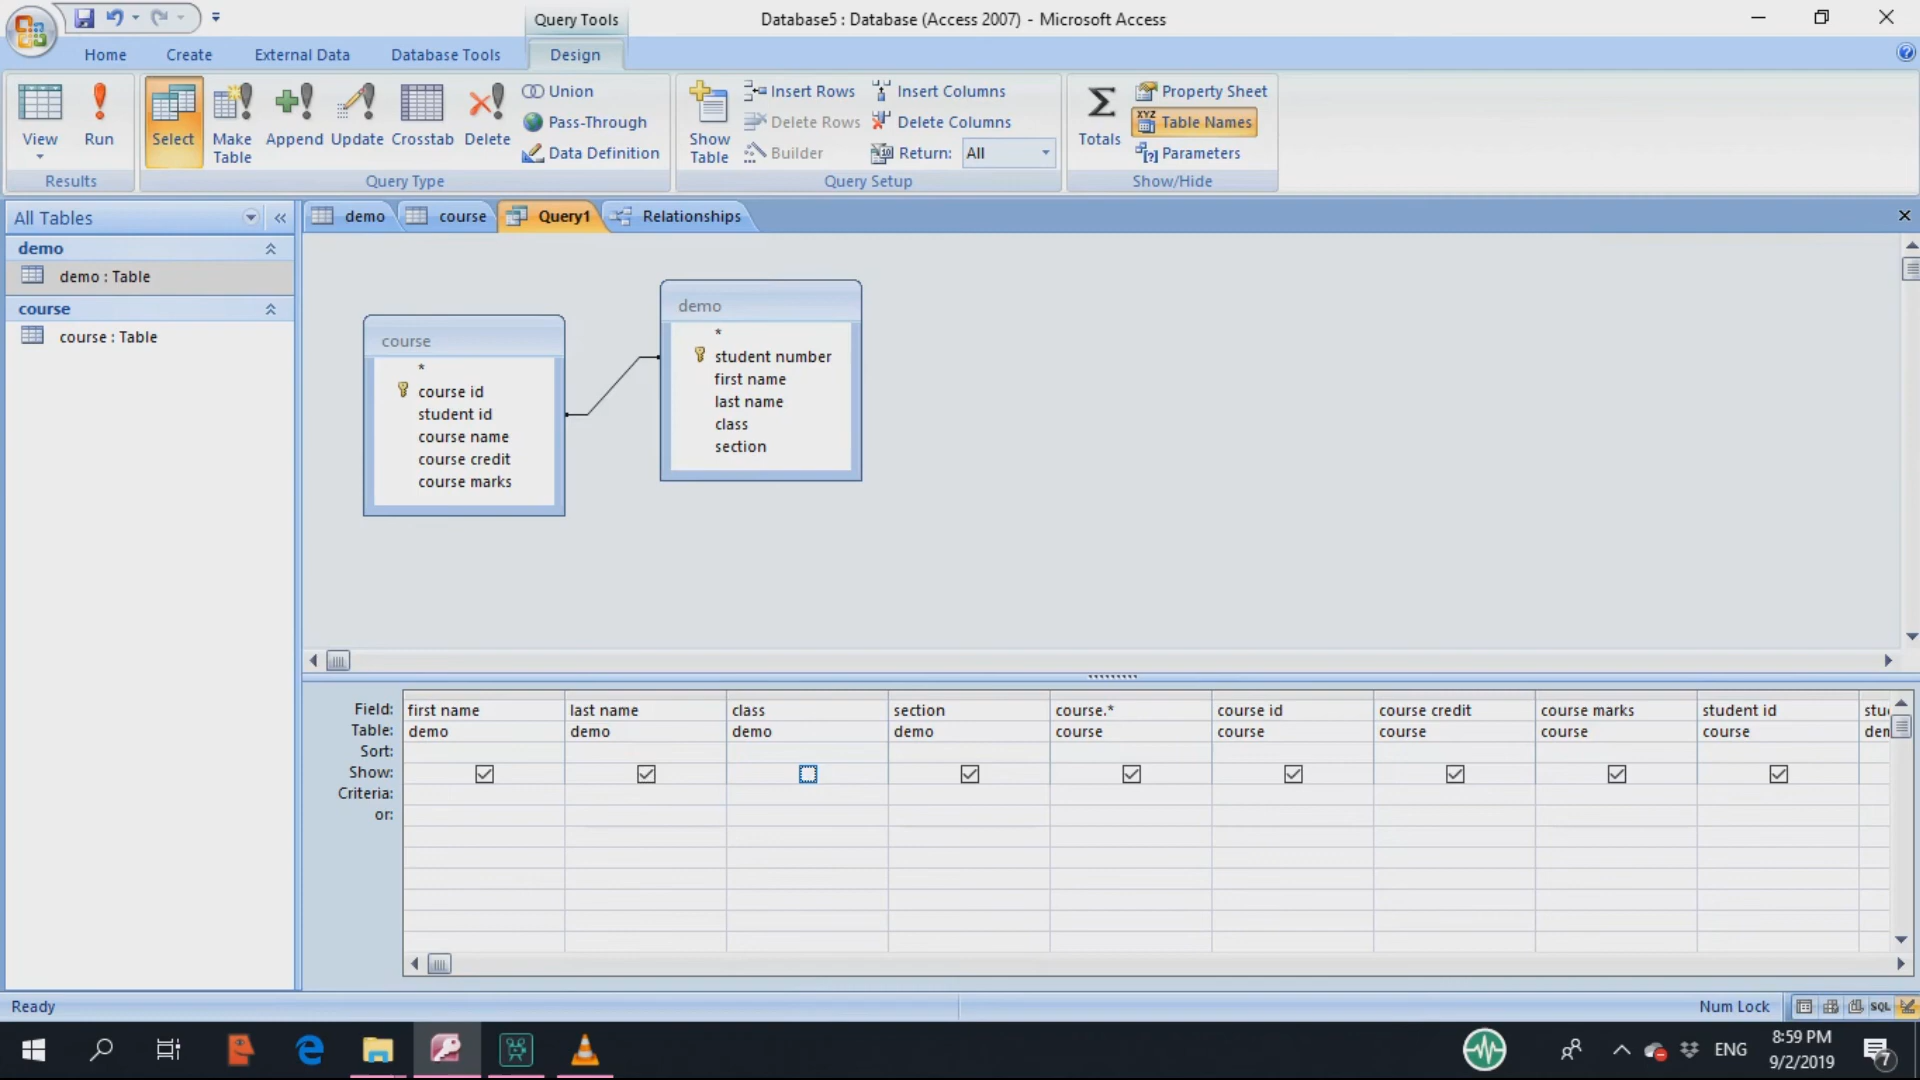 Query Tools
Database5 : Database (Access 2007) - Microsoft Access
Home Create External Data Database Tools Design
View Run
Results
Select Make Table Append Update Crosstab Delete
Union
Pass-Through
Data Definition
Query Type
Show Table
Insert Rows
Delete Rows
Builder
Insert Columns
Delete Columns
Return: All
Query Setup
Totals
Property Sheet
Table Names
Parameters
Show/Hide
All Tables
demo
demo : Table
course
course : Table
demo course Query1 Relationships
course
*
course id
student id
course name
course credit
course marks
demo
*
student number
first name
last name
class
section
Field: first name last name class section course.* course id course credit course marks student id stu
Table: demo demo demo demo course course course course course den
Sort:
Show:
Criteria:
or:
Ready
Num Lock
SQL
ENG
8:59 PM
9/2/2019
7